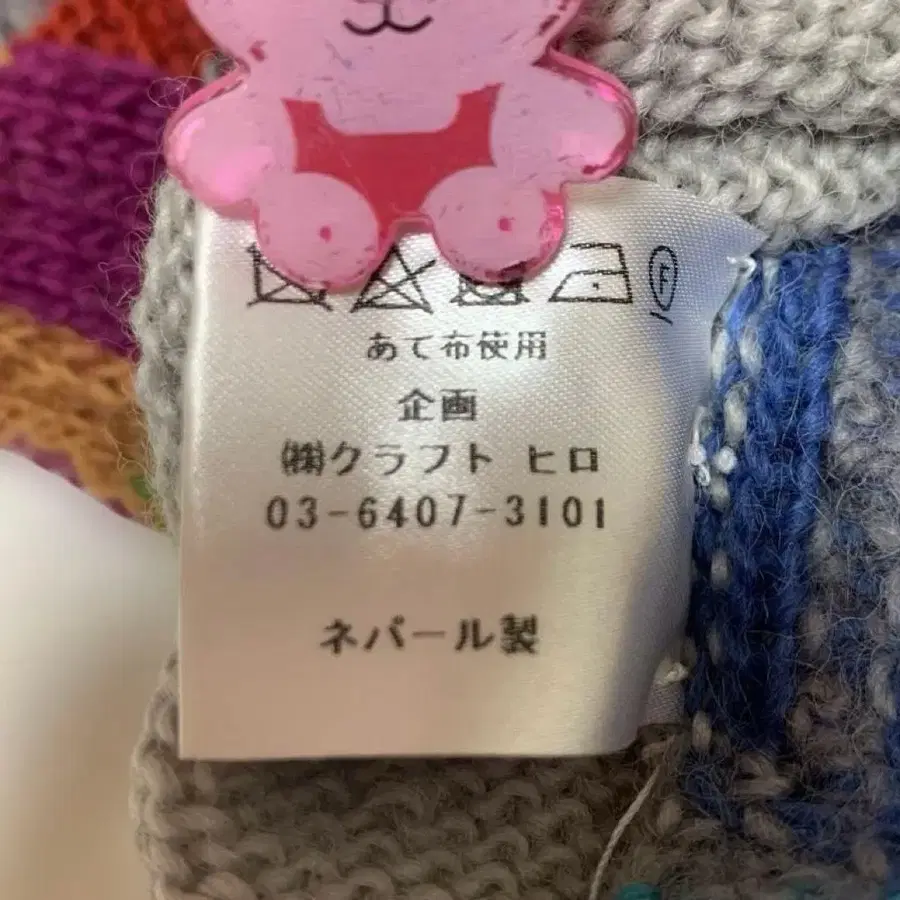 F
あて布使用
企画
㈱クラフト ヒロ
03-6407-3101
ネパール製